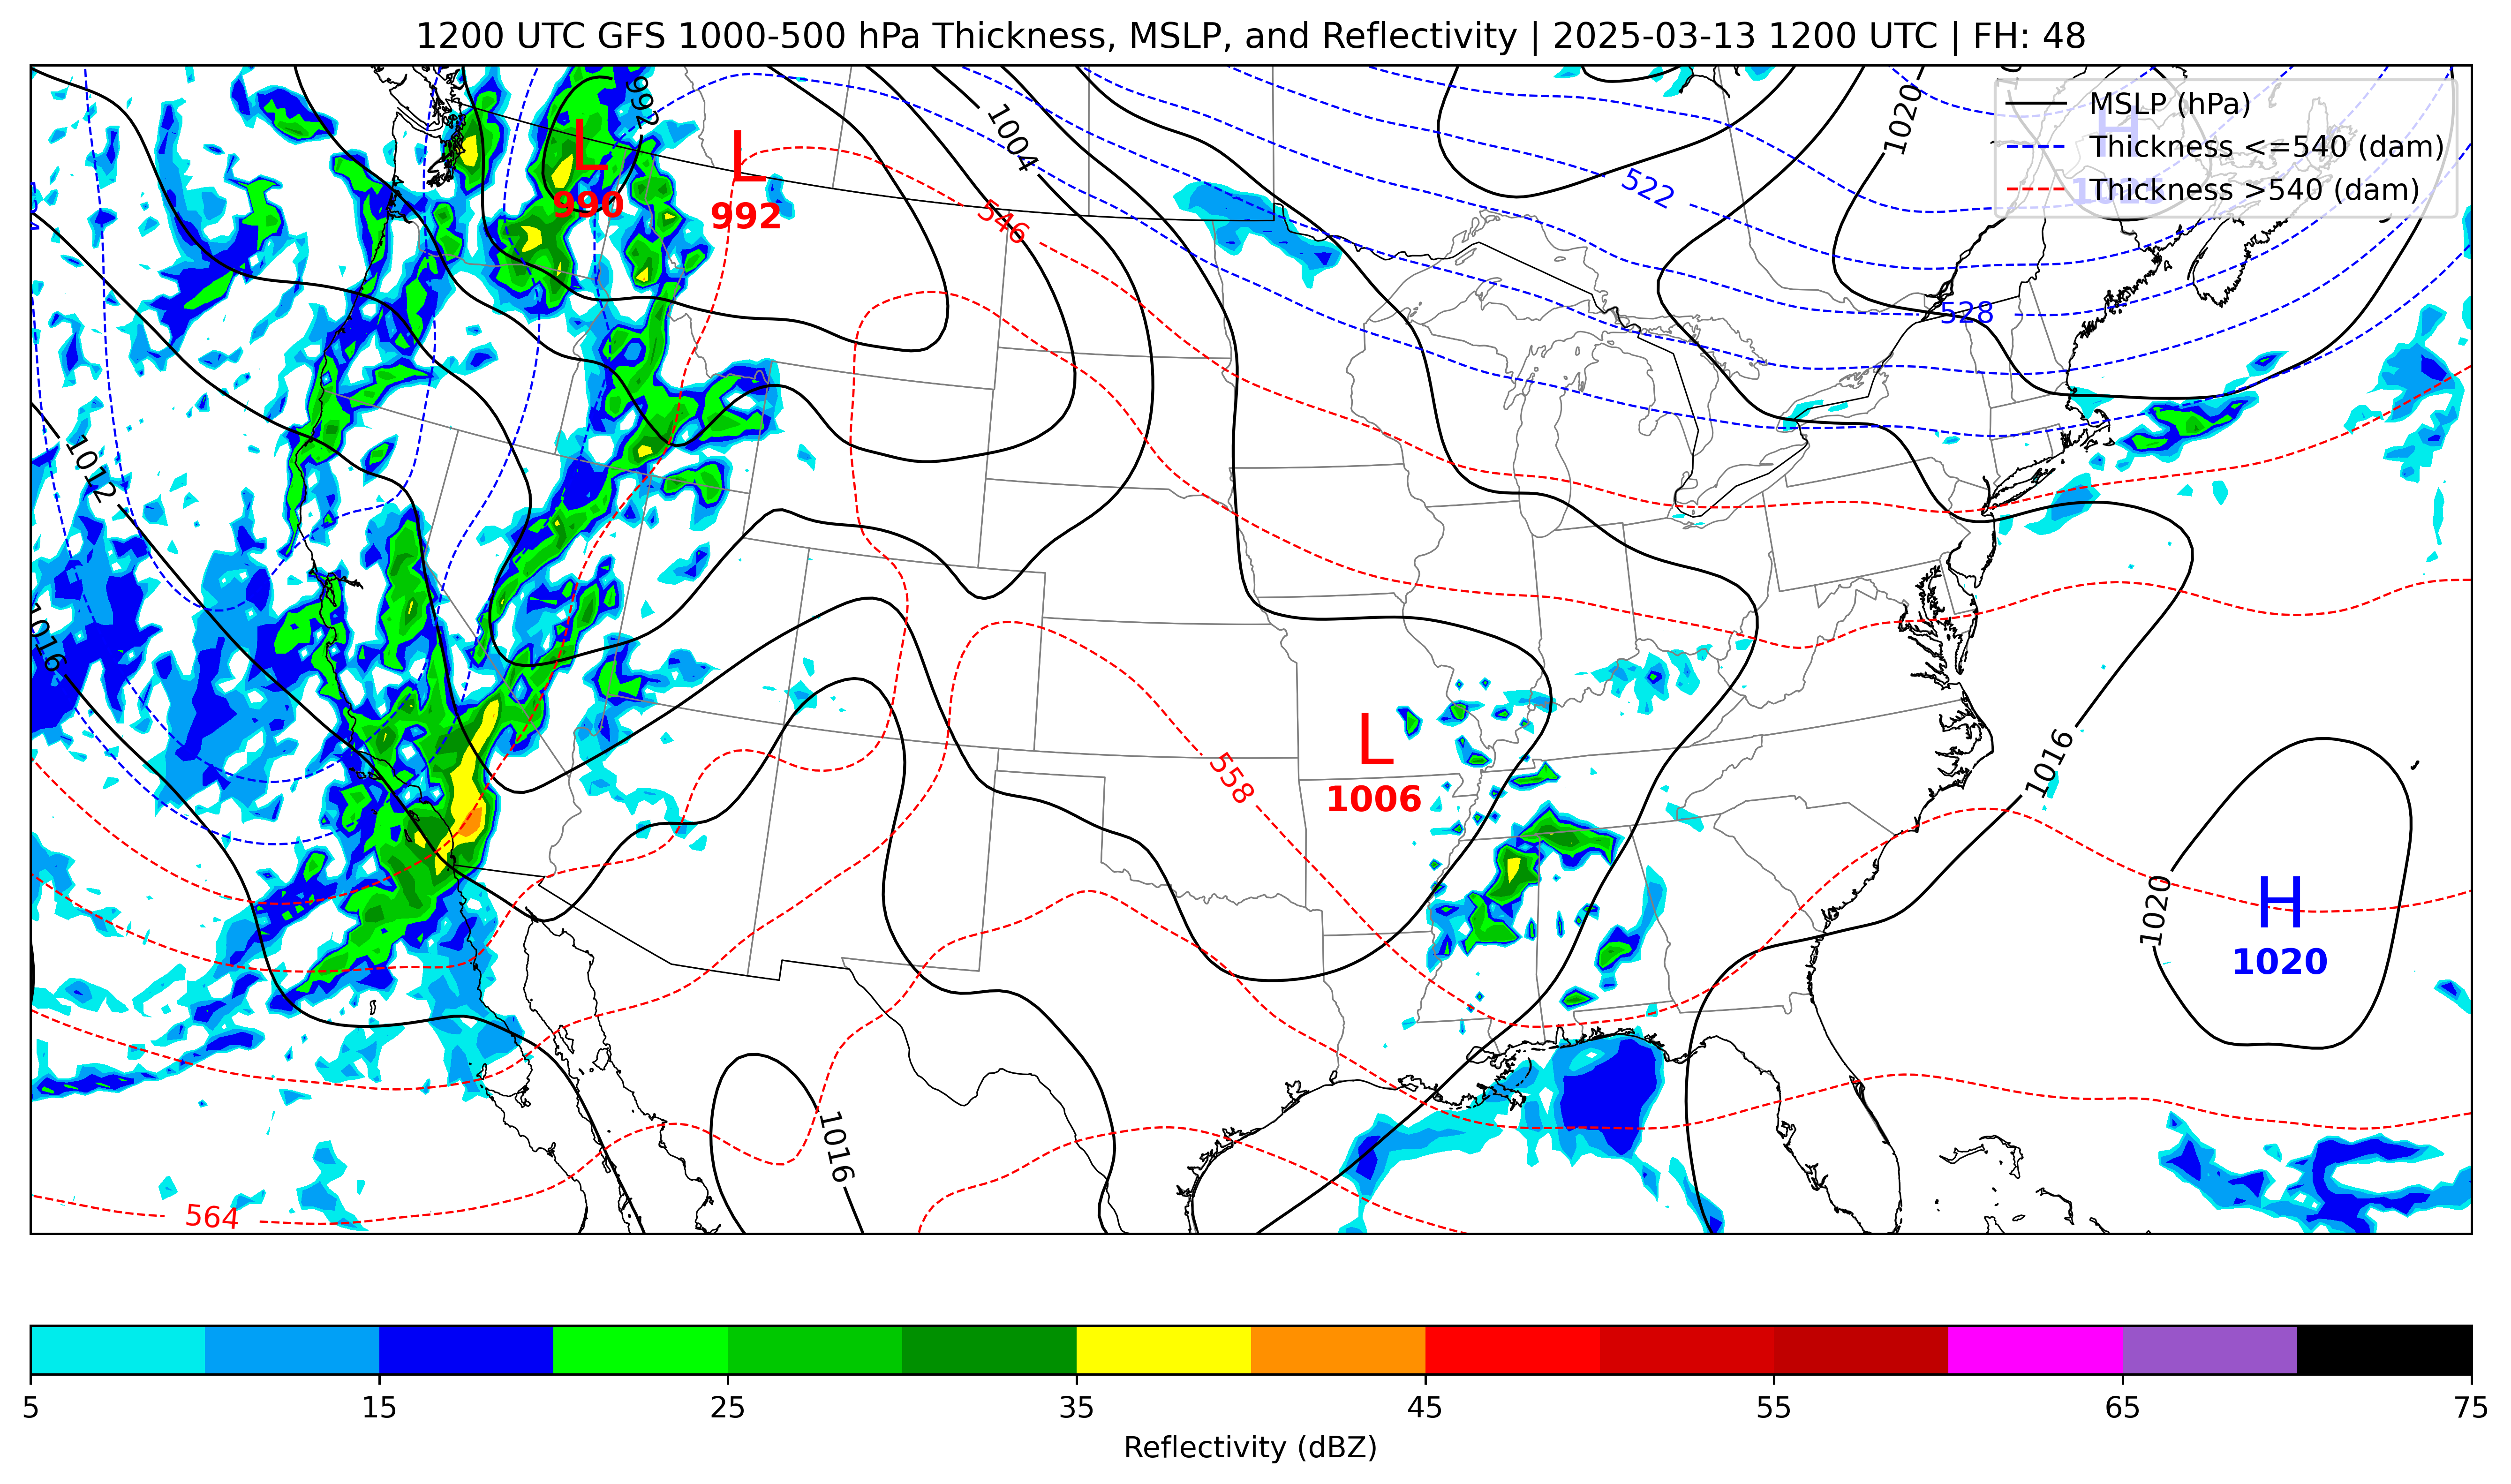 1200 UTC GFS 1000-500 hPa Thickness, MSLP, and Reflectivity | 2025-03-13 1200 UTC | FH: 48
MSLP (hPa)
Thickness <=540 (dam)
Thickness >540 (dam)
H
992
1004
1020
L
990
L
992
522
546
528
1012
1016
L
1006
558
1016
1020
H
1020
1016
564
5 15 25 35 45 55 65 75
Reflectivity (dBZ)